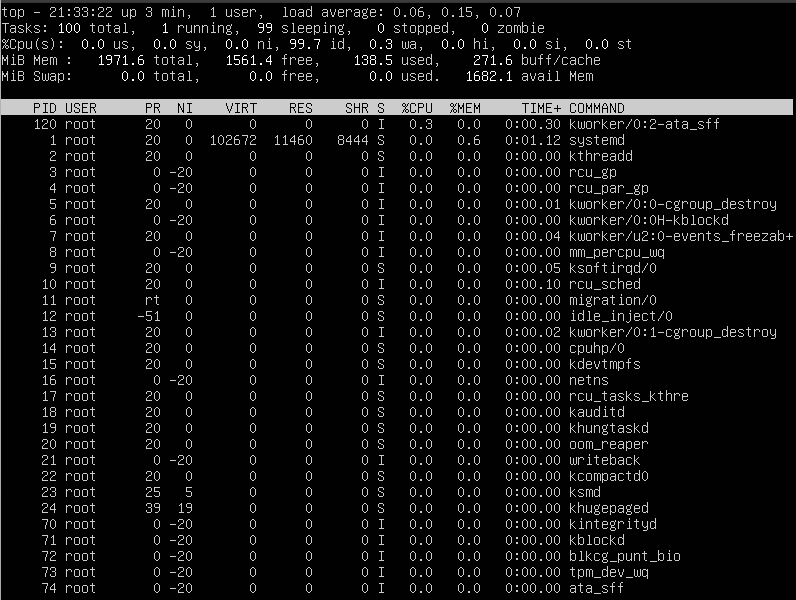 top - 21:33:22 up 3 min,  1 user,  load average: 0.06, 0.15, 0.07
Tasks: 100 total,   1 running,  99 sleeping,   0 stopped,   0 zombie
%Cpu(s):  0.0 us,  0.0 sy,  0.0 ni, 99.7 id,  0.3 wa,  0.0 hi,  0.0 si,  0.0 st
MiB Mem :   1971.6 total,   1561.4 free,    138.5 used,    271.6 buff/cache
MiB Swap:      0.0 total,      0.0 free,      0.0 used.   1682.1 avail Mem
PID USER      PR  NI    VIRT    RES    SHR S  %CPU  %MEM     TIME+ COMMAND
120 root      20   0       0      0      0 I   0.3   0.0   0:00.30 kworker/0:2-ata_sff
1 root      20   0  102672  11460   8444 S   0.0   0.6   0:01.12 systemd
2 root      20   0       0      0      0 S   0.0   0.0   0:00.00 kthreadd
3 root       0 -20       0      0      0 I   0.0   0.0   0:00.00 rcu_gp
4 root       0 -20       0      0      0 I   0.0   0.0   0:00.00 rcu_par_gp
5 root      20   0       0      0      0 I   0.0   0.0   0:00.01 kworker/0:0-cgroup_destroy
6 root       0 -20       0      0      0 I   0.0   0.0   0:00.00 kworker/0:0H-kblockd
7 root      20   0       0      0      0 I   0.0   0.0   0:00.04 kworker/u2:0-events_freezab+
8 root       0 -20       0      0      0 I   0.0   0.0   0:00.00 mm_percpu_wq
9 root      20   0       0      0      0 S   0.0   0.0   0:00.05 ksoftirqd/0
10 root      20   0       0      0      0 I   0.0   0.0   0:00.10 rcu_sched
11 root      rt   0       0      0      0 S   0.0   0.0   0:00.00 migration/0
12 root     -51   0       0      0      0 S   0.0   0.0   0:00.00 idle_inject/0
13 root      20   0       0      0      0 I   0.0   0.0   0:00.02 kworker/0:1-cgroup_destroy
14 root      20   0       0      0      0 S   0.0   0.0   0:00.00 cpuhp/0
15 root      20   0       0      0      0 S   0.0   0.0   0:00.00 kdevtmpfs
16 root       0 -20       0      0      0 I   0.0   0.0   0:00.00 netns
17 root      20   0       0      0      0 S   0.0   0.0   0:00.00 rcu_tasks_kthre
18 root      20   0       0      0      0 S   0.0   0.0   0:00.00 kauditd
19 root      20   0       0      0      0 S   0.0   0.0   0:00.00 khungtaskd
20 root      20   0       0      0      0 S   0.0   0.0   0:00.00 oom_reaper
21 root       0 -20       0      0      0 I   0.0   0.0   0:00.00 writeback
22 root      20   0       0      0      0 S   0.0   0.0   0:00.00 kcompactd0
23 root      25   5       0      0      0 S   0.0   0.0   0:00.00 ksmd
24 root      39  19       0      0      0 S   0.0   0.0   0:00.00 khugepaged
70 root       0 -20       0      0      0 I   0.0   0.0   0:00.00 kintegrityd
71 root       0 -20       0      0      0 I   0.0   0.0   0:00.00 kblockd
72 root       0 -20       0      0      0 I   0.0   0.0   0:00.00 blkcg_punt_bio
73 root       0 -20       0      0      0 I   0.0   0.0   0:00.00 tpm_dev_wq
74 root       0 -20       0      0      0 I   0.0   0.0   0:00.00 ata_sff